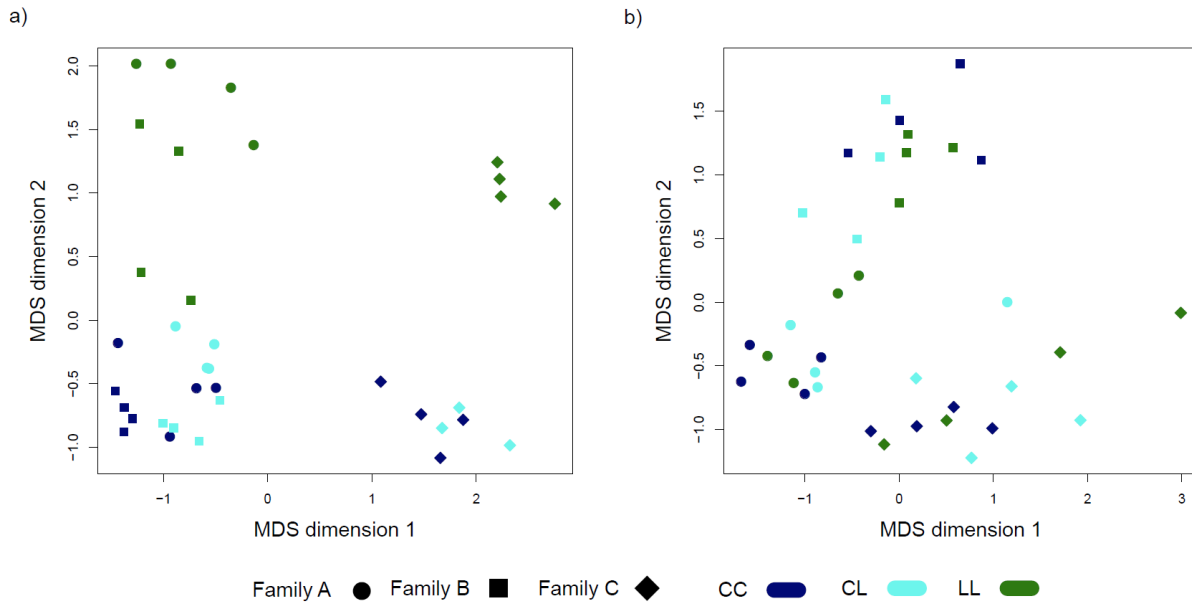 a)
2.0
1.5
1.0
0.5
0.0
−0.5
−1.0
MDS dimension 2
−1 0 1 2
MDS dimension 1
b)
1.5
1.0
0.5
0.0
−0.5
−1.0
MDS dimension 2
−1 0 1 2 3
MDS dimension 1
Family A Family B Family C CC CL LL